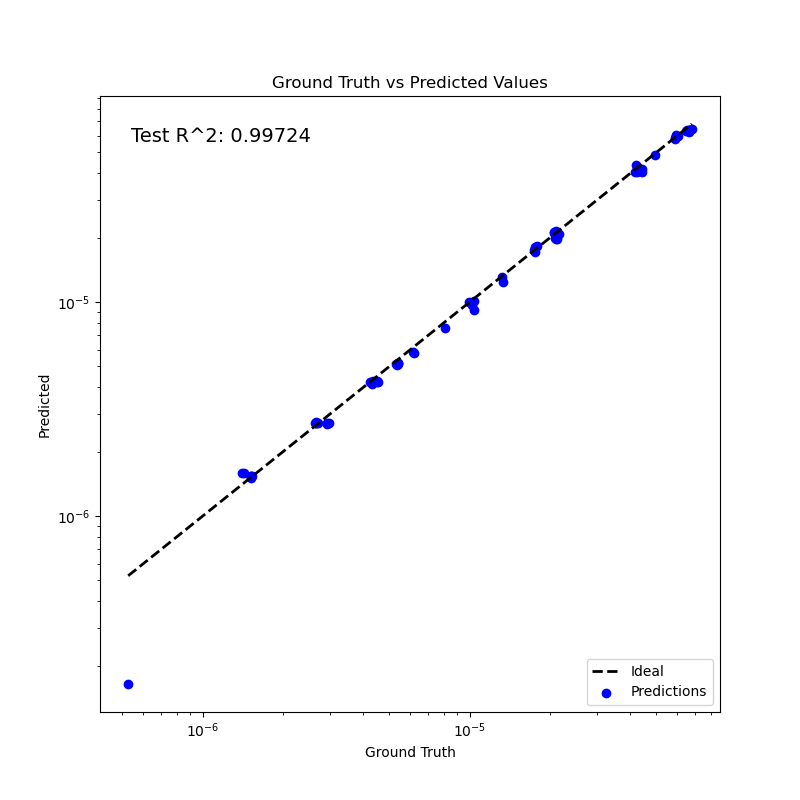 Ground Truth vs Predicted Values
Test R^2: 0.99724
10⁻⁵
10⁻⁶
Predicted
10⁻⁶
10⁻⁵
Ground Truth
Ideal
Predictions